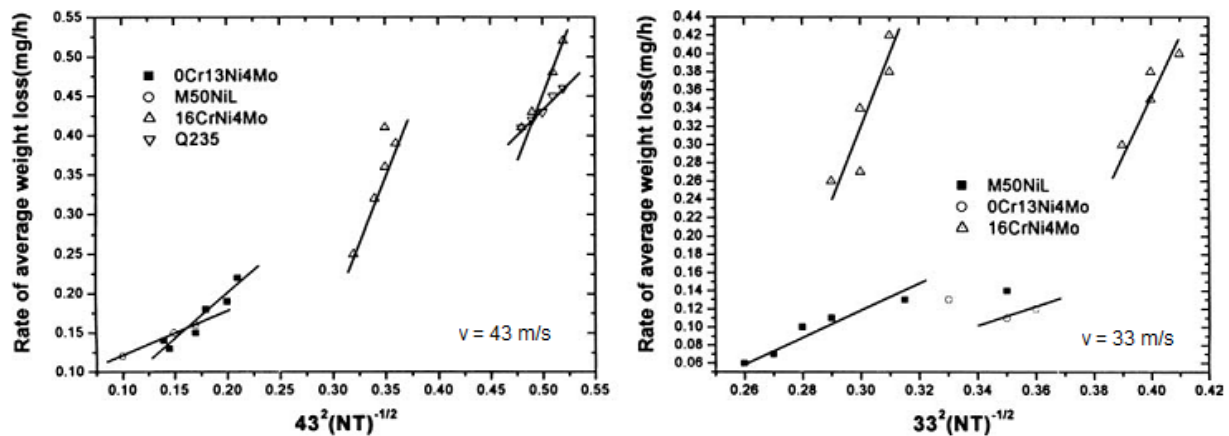 Rate of average weight loss(mg/h)
0.55
0.50
0.45
0.40
0.35
0.30
0.25
0.20
0.15
0.10
0Cr13Ni4Mo
M50NiL
16CrNi4Mo
Q235
v = 43 m/s
0.10 0.15 0.20 0.25 0.30 0.35 0.40 0.45 0.50 0.55
43²(NT)⁻¹/²
Rate of average weight loss(mg/h)
0.44
0.42
0.40
0.38
0.36
0.34
0.32
0.30
0.28
0.26
0.24
0.22
0.20
0.18
0.16
0.14
0.12
0.10
0.08
0.06
M50NiL
0Cr13Ni4Mo
16CrNi4Mo
v = 33 m/s
0.26 0.28 0.30 0.32 0.34 0.36 0.38 0.40 0.42
33²(NT)⁻¹/²